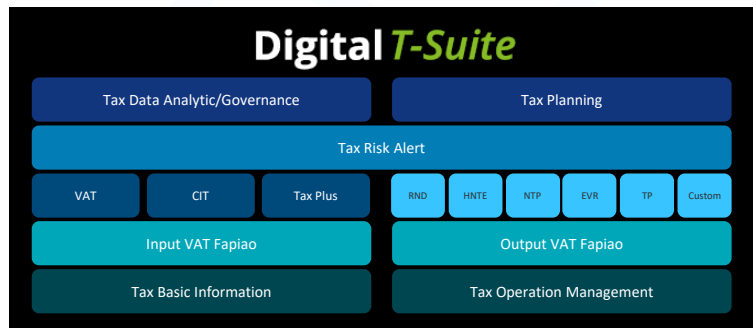 Digital T-Suite
Tax Data Analytic/Governance
Tax Planning
Tax Risk Alert
VAT
CIT
Tax Plus
RND
HNTE
NTP
EVR
TP
Custom
Input VAT Fapiao
Output VAT Fapiao
Tax Basic Information
Tax Operation Management